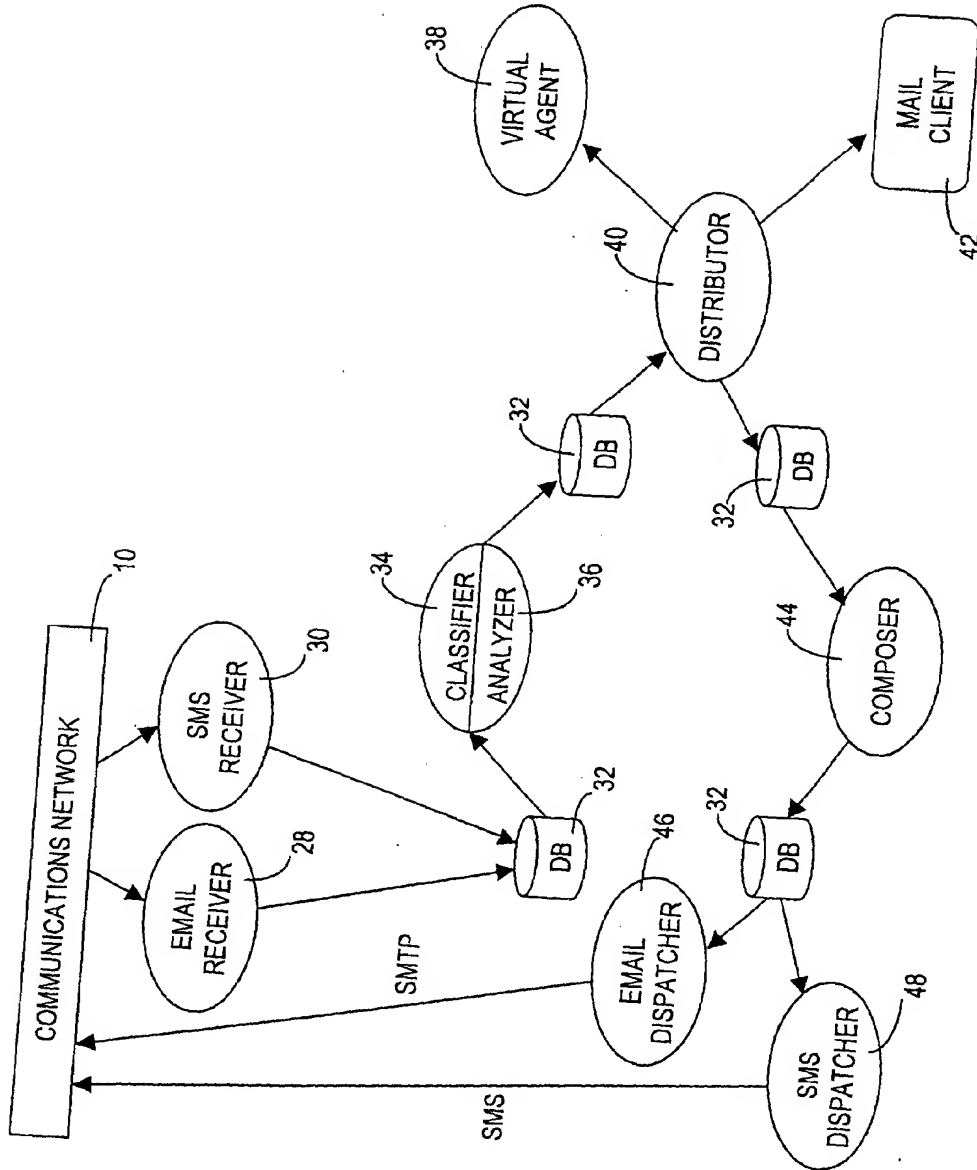 COMMUNICATIONS NETWORK
10
EMAIL
RECEIVER
28
SMS
RECEIVER
30
SMTP
SMS
DB
32
CLASSIFIER
34
ANALYZER
36
DB
32
DISTRIBUTOR
40
VIRTUAL
AGENT
38
MAIL
CLIENT
42
DB
32
COMPOSER
44
DB
32
EMAIL
DISPATCHER
46
SMS
DISPATCHER
48